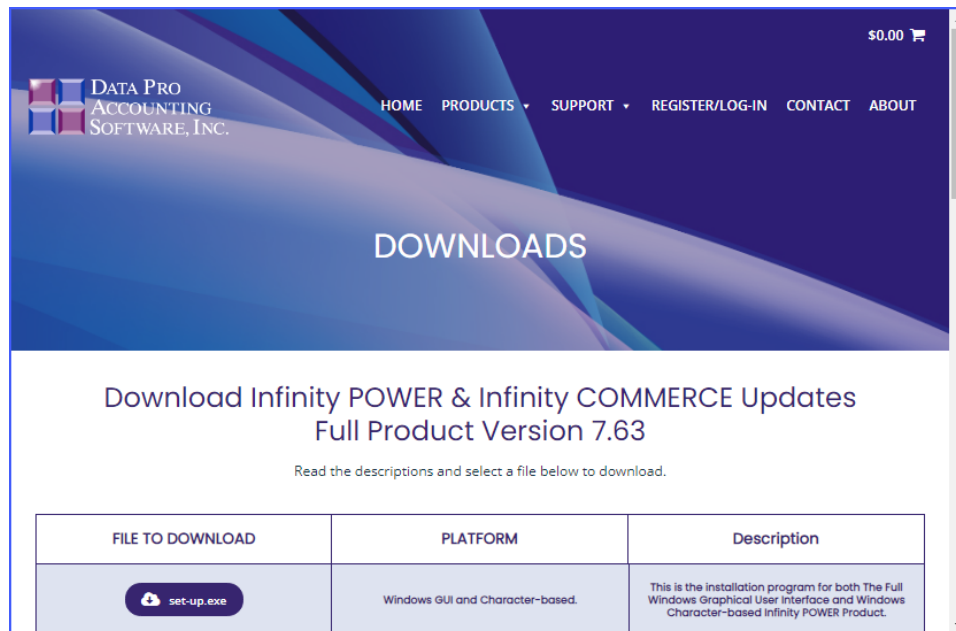 $0.00
DATA PRO
ACCOUNTING
SOFTWARE, INC.
HOME PRODUCTS SUPPORT REGISTER/LOG-IN CONTACT ABOUT
DOWNLOADS
Download Infinity POWER & Infinity COMMERCE Updates
Full Product Version 7.63
Read the descriptions and select a file below to download.
FILE TO DOWNLOAD PLATFORM Description
set-up.exe
Windows GUI and Character-based.
This is the installation program for both The Full
Windows Graphical User Interface and Windows
Character-based Infinity POWER Product.